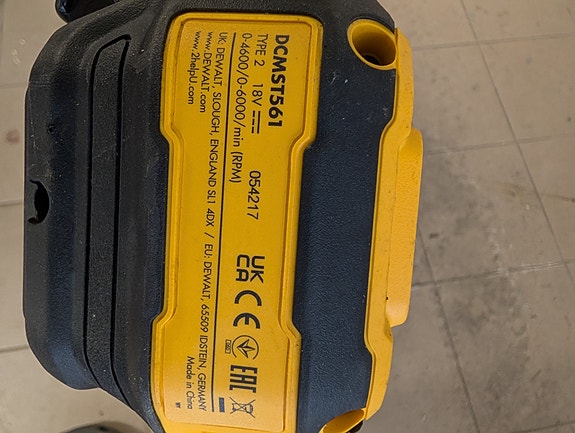 DCMST561
TYPE 2 18V 054217
0-4600/0-6000/min (RPM)
UK: DEWALT, SLOUGH, ENGLAND SL1 4DX / EU: DEWALT, 65509 IDSTEIN, GERMANY
www.DEWALT.com
www.2helpU.com
Made in China
UK
CA
CE
EAC